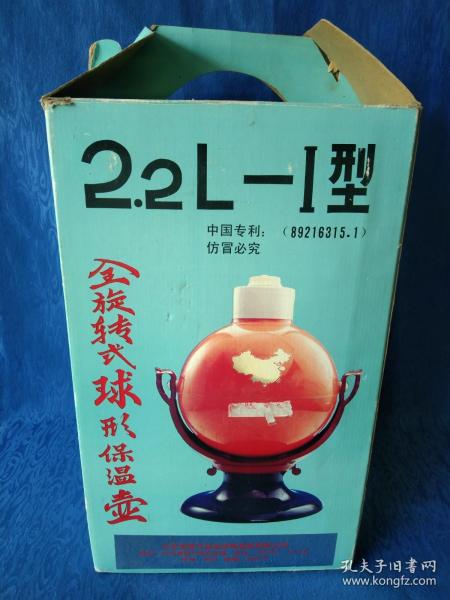 2.2L-I型
中国专利：（89216315.1）
仿冒必究
全旋转式球形保温壶
孔夫子旧书网
www.kongfz.com